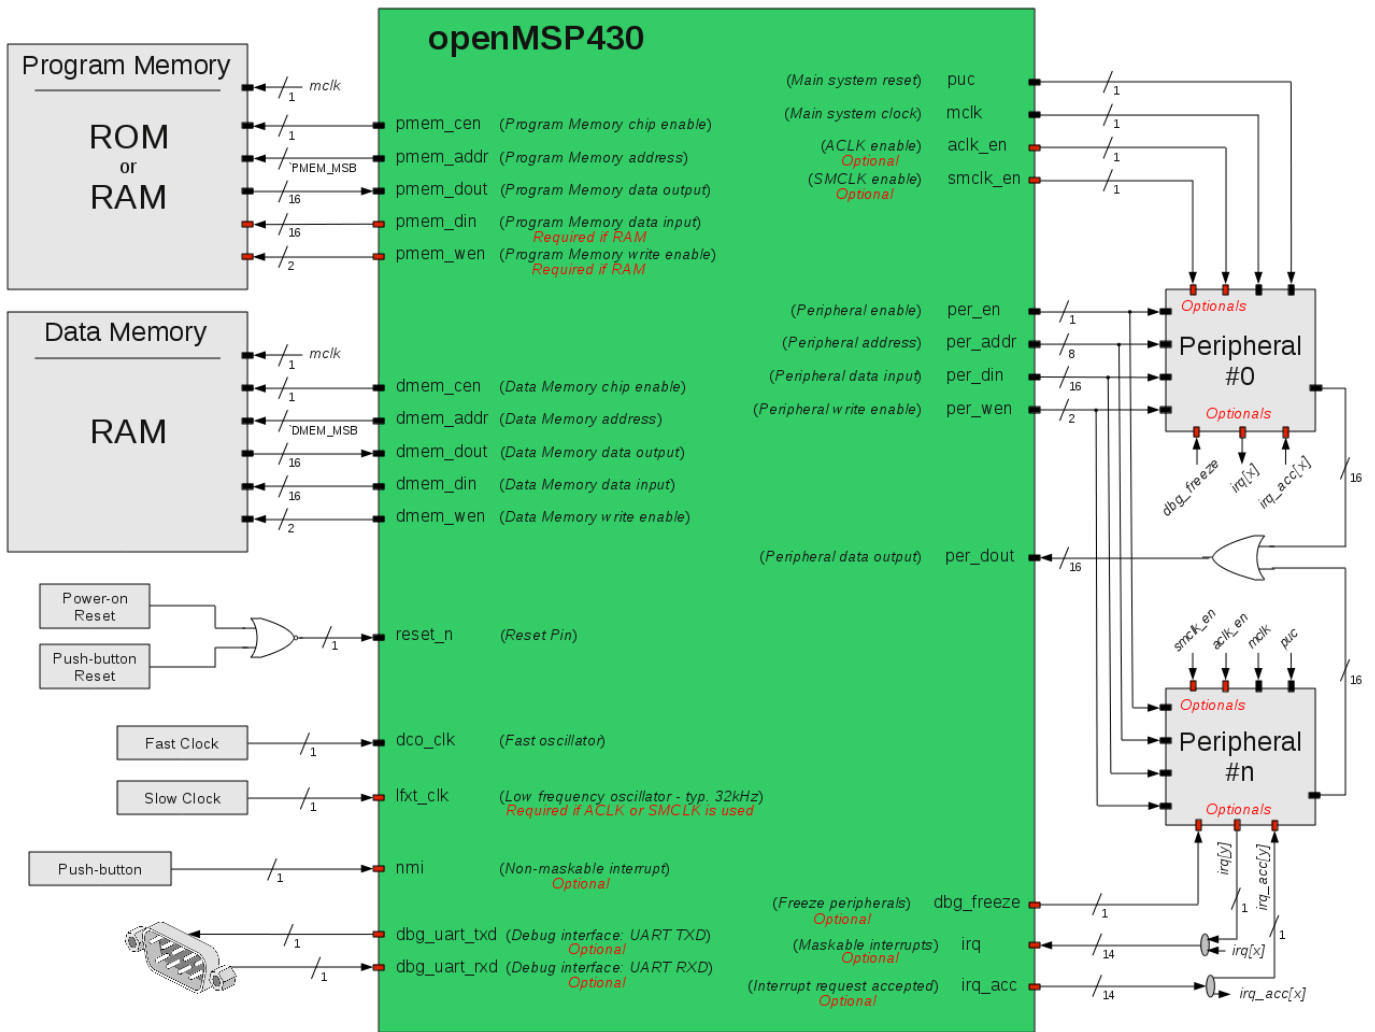 openMSP430
Program Memory
ROM
or
RAM
mclk
1
1
PMEM_MSB
16
16
2
pmem_cen (Program Memory chip enable)
pmem_addr (Program Memory address)
pmem_dout (Program Memory data output)
pmem_din (Program Memory data input)
Required if RAM
pmem_wen (Program Memory write enable)
Required if RAM
Data Memory
RAM
mclk
1
1
DMEM_MSB
16
16
2
dmem_cen (Data Memory chip enable)
dmem_addr (Data Memory address)
dmem_dout (Data Memory data output)
dmem_din (Data Memory data input)
dmem_wen (Data Memory write enable)
Power-on
Reset
Push-button
Reset
1
reset_n (Reset Pin)
Fast Clock
1
dco_clk (Fast oscillator)
Slow Clock
1
lfxt_clk (Low frequency oscillator - typ. 32kHz)
Required if ACLK or SMCLK is used
Push-button
1
nmi (Non-maskable interrupt)
Optional
1
dbg_uart_txd (Debug interface: UART TXD)
Optional
1
dbg_uart_rxd (Debug interface: UART RXD)
Optional
(Main system reset) puc
1
(Main system clock) mclk
1
(ACLK enable) aclk_en
Optional
1
(SMCLK enable) smclk_en
Optional
1
(Peripheral enable) per_en
1
(Peripheral address) per_addr
8
(Peripheral data input) per_din
16
(Peripheral write enable) per_wen
2
Optionals
Peripheral
#0
Optionals
dbg_freeze
irq[x]
irq_acc[x]
16
(Peripheral data output) per_dout
16
smclk_en
aclk_en
mclk
puc
16
Optionals
Peripheral
#n
Optionals
irq[y]
irq_acc[y]
1
1
(Freeze peripherals) dbg_freeze
Optional
1
(Maskable interrupts) irq
Optional
14
irq[x]
(Interrupt request accepted) irq_acc
Optional
14
irq_acc[x]